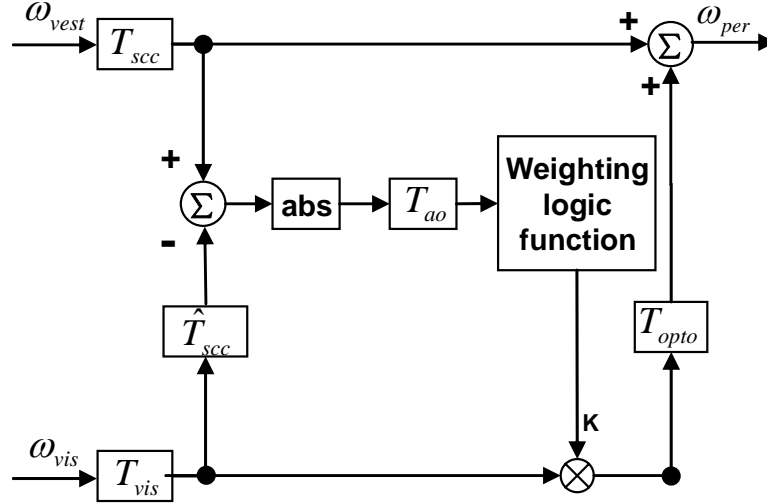 ω_vest
T_scc
+
Σ
ω_per
+
+
Σ
abs
T_ao
Weighting
logic
function
-
T̂_scc
T_opto
K
ω_vis
T_vis